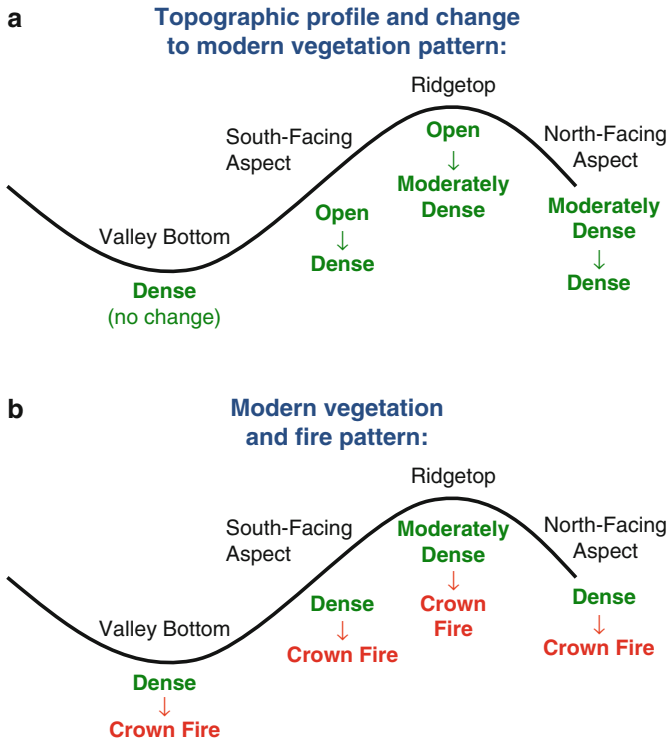 a
Topographic profile and change
to modern vegetation pattern:
Ridgetop
South-Facing
Aspect
North-Facing
Aspect
Valley Bottom
Open
↓
Moderately
Dense
Open
↓
Dense
Moderately
Dense
↓
Dense
Dense
(no change)
b
Modern vegetation
and fire pattern:
Ridgetop
South-Facing
Aspect
North-Facing
Aspect
Valley Bottom
Moderately
Dense
↓
Crown
Fire
Dense
↓
Crown Fire
Dense
↓
Crown Fire
Dense
↓
Crown Fire